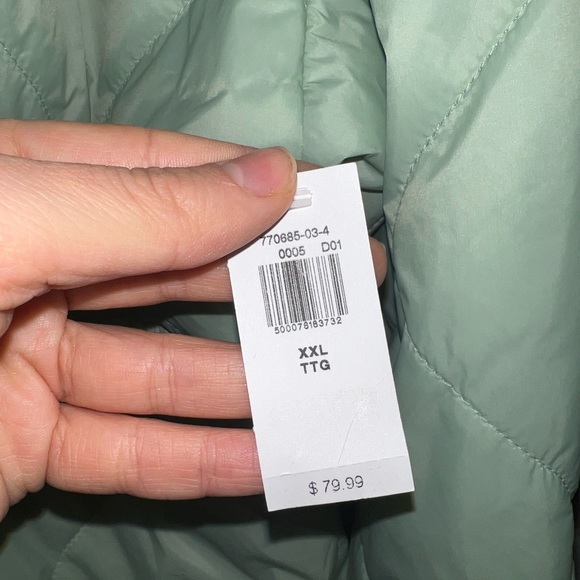 770685-03-4
0005 D01
500078183732
XXL
TTG
$ 79.99